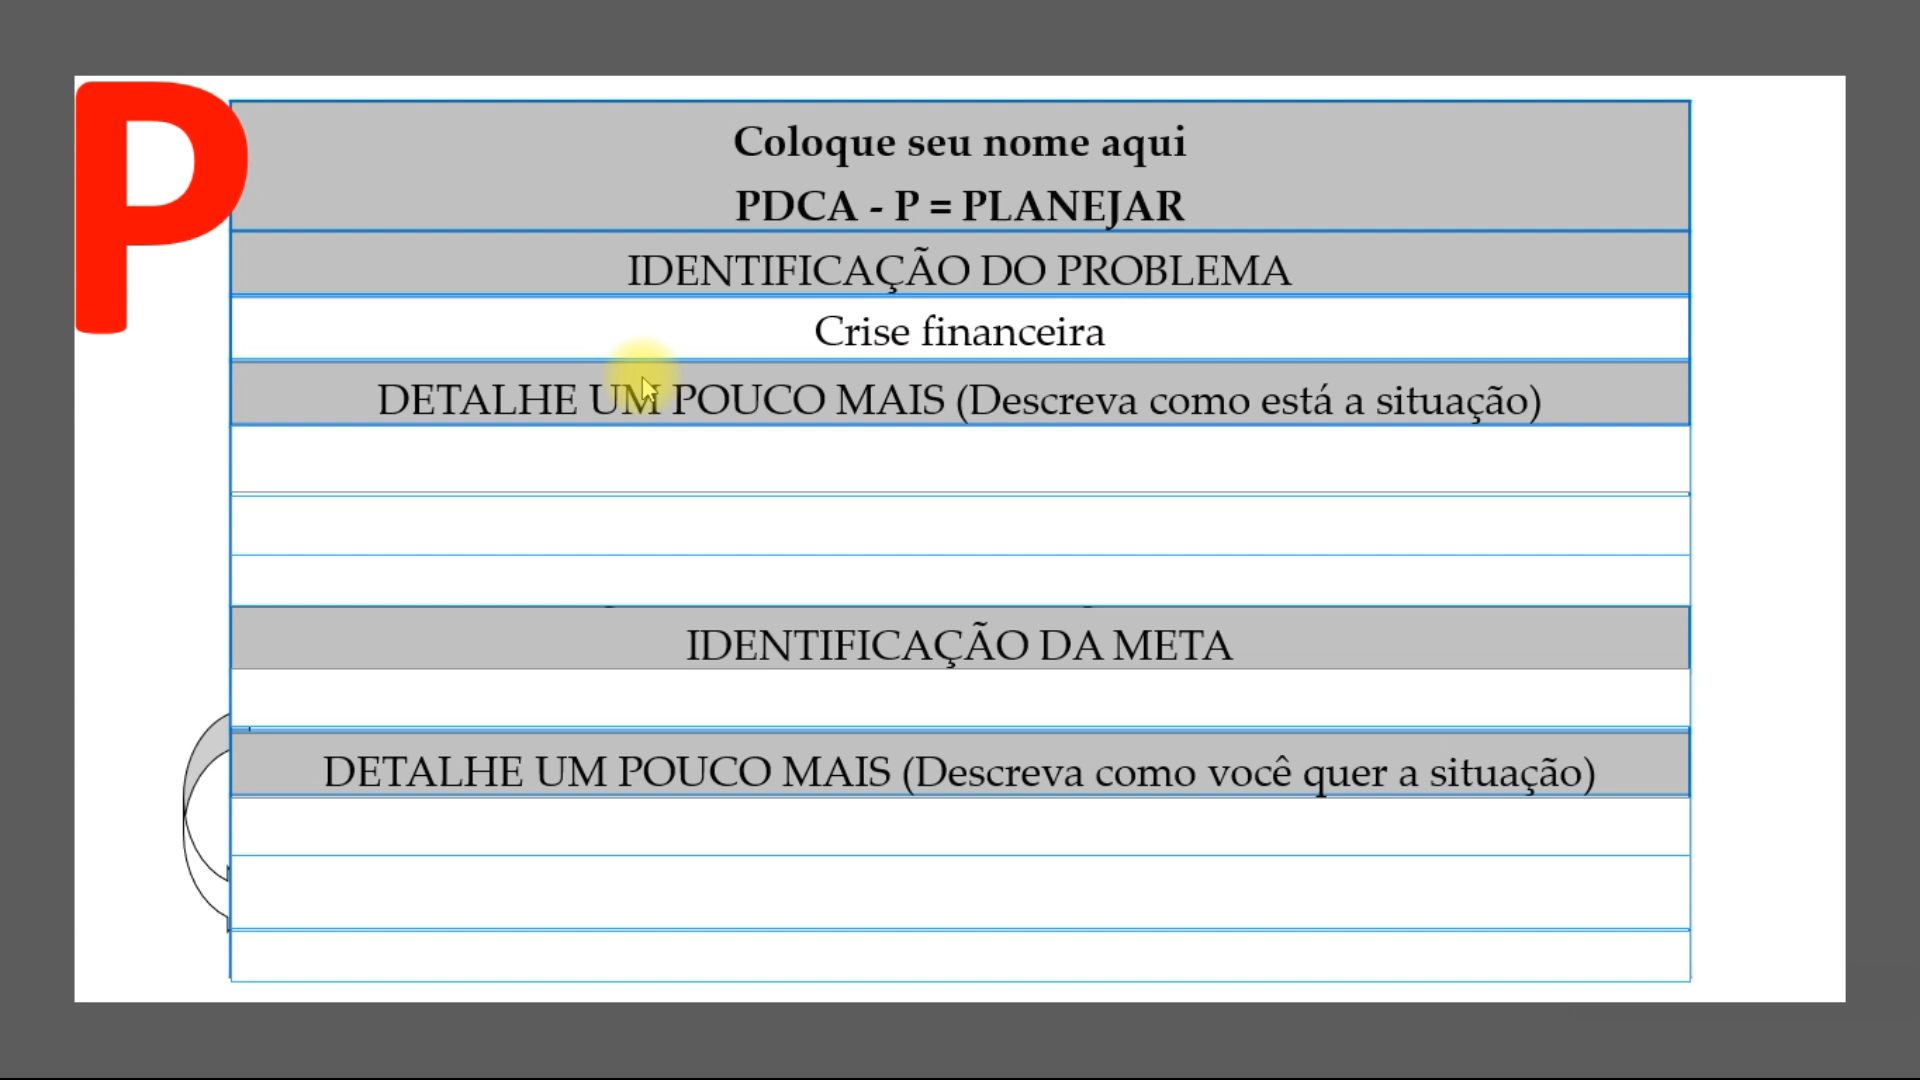 P
Coloque seu nome aqui
PDCA - P = PLANEJAR
IDENTIFICAÇÃO DO PROBLEMA
Crise financeira
DETALHE UM POUCO MAIS (Descreva como está a situação)
IDENTIFICAÇÃO DA META
DETALHE UM POUCO MAIS (Descreva como você quer a situação)